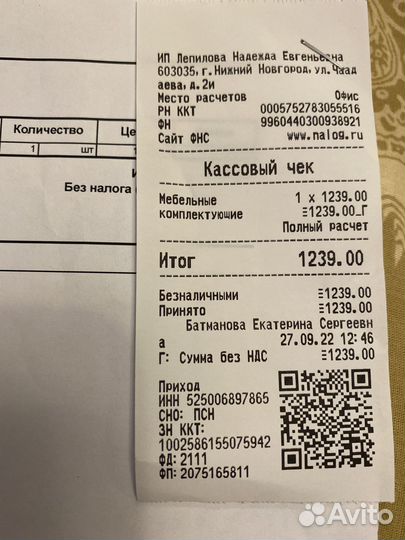 ИП Лепилова Надежда Евгеньевна
603035, г. Нижний Новгород, ул. Чаад
аева, д. 2и
Место расчетов Офис
РН ККТ 0005752783055516
ФН 9960440300938921
Сайт ФНС www.nalog.ru
Кассовый чек
Мебельные 1 x 1239.00
комплектующие =1239.00_Г
Полный расчет
Итог 1239.00
Безналичными =1239.00
Принято =1239.00
Батманова Екатерина Сергеевн
а 27.09.22 12:46
Г: Сумма без НДС =1239.00
Приход
ИНН 525006897865
СНО: ПСН
ЗН ККТ:
1002586155075942
ФД: 2111
ФП: 2075165811
Количество
1 шт
Без налога
Avito